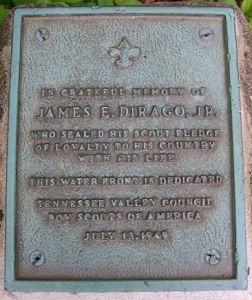 IN GRATEFUL MEMORY OF
JAMES E. DIRAGO, JR.
WHO SEALED HIS SCOUT PLEDGE
OF LOYALTY TO HIS COUNTRY
WITH HIS LIFE
THIS WATER FRONT IS DEDICATED
TENNESSEE VALLEY COUNCIL
BOY SCOUTS OF AMERICA
JULY 13, 1949